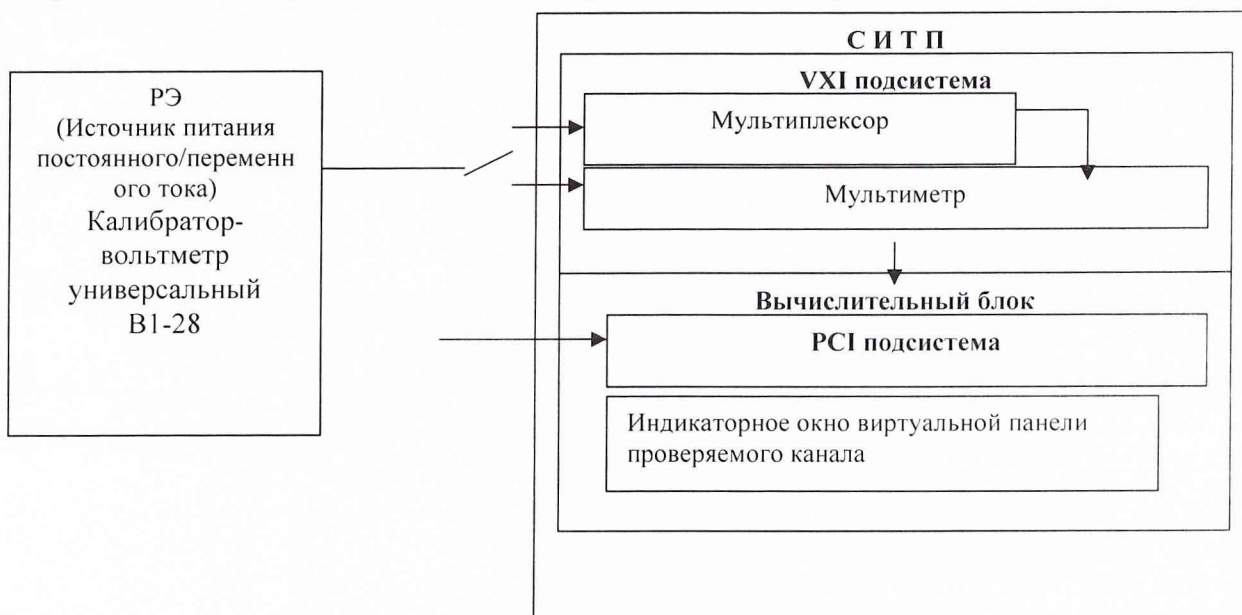 С И Т П
VXI подсистема
РЭ
(Источник питания
постоянного/переменн
ого тока)
Калибратор-
вольтметр
универсальный
В1-28
Мультиплексор
Мультиметр
Вычислительный блок
PCI подсистема
Индикаторное окно виртуальной панели
проверяемого канала